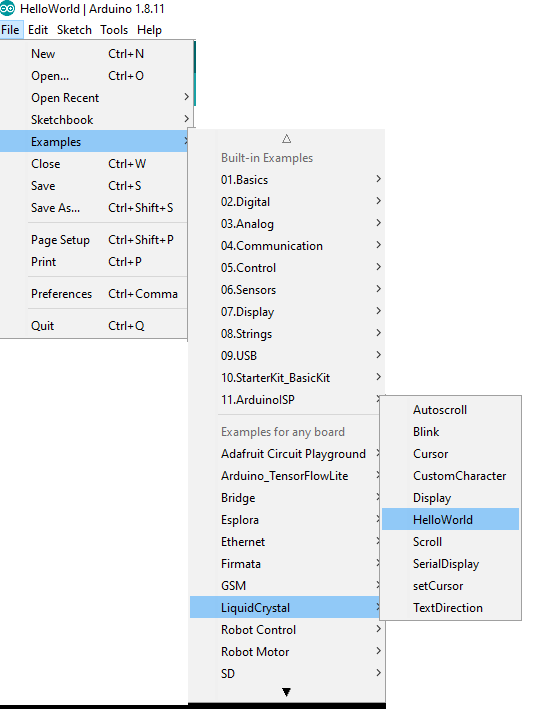 HelloWorld | Arduino 1.8.11
File Edit Sketch Tools Help
New Ctrl+N
Open... Ctrl+O
Open Recent
Sketchbook
Examples
Close Ctrl+W
Save Ctrl+S
Save As... Ctrl+Shift+S
Page Setup Ctrl+Shift+P
Print Ctrl+P
Preferences Ctrl+Comma
Quit Ctrl+Q
Built-in Examples
01.Basics
02.Digital
03.Analog
04.Communication
05.Control
06.Sensors
07.Display
08.Strings
09.USB
10.StarterKit_BasicKit
11.ArduinoISP
Examples for any board
Adafruit Circuit Playground
Arduino_TensorFlowLite
Bridge
Esplora
Ethernet
Firmata
GSM
LiquidCrystal
Robot Control
Robot Motor
SD
Autoscroll
Blink
Cursor
CustomCharacter
Display
HelloWorld
Scroll
SerialDisplay
setCursor
TextDirection